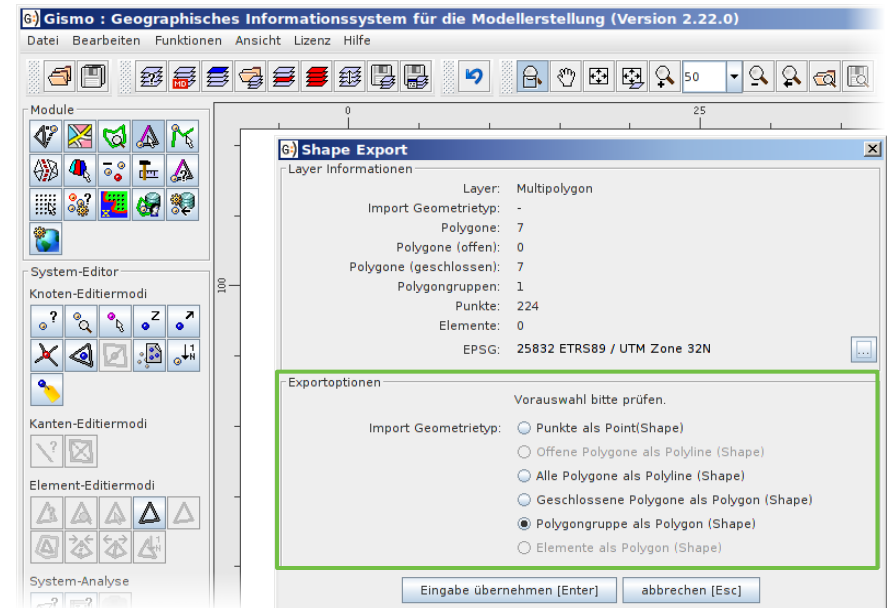 Gismo : Geographisches Informationssystem für die Modellerstellung (Version 2.22.0)
Datei Bearbeiten Funktionen Ansicht Lizenz Hilfe
50
Module
0
25
100
System-Editor
Knoten-Editiermodi
Kanten-Editiermodi
Element-Editiermodi
System-Analyse
Shape Export
Layer Informationen
Layer: Multipolygon
Import Geometrietyp: -
Polygone: 7
Polygone (offen): 0
Polygone (geschlossen): 7
Polygongruppen: 1
Punkte: 224
Elemente: 0
EPSG: 25832 ETRS89 / UTM Zone 32N ...
Exportoptionen
Vorauswahl bitte prüfen.
Import Geometrietyp: Punkte als Point(Shape)
Offene Polygone als Polyline (Shape)
Alle Polygone als Polyline (Shape)
Geschlossene Polygone als Polygon (Shape)
Polygongruppe als Polygon (Shape)
Elemente als Polygon (Shape)
Eingabe übernehmen [Enter] abbrechen [Esc]